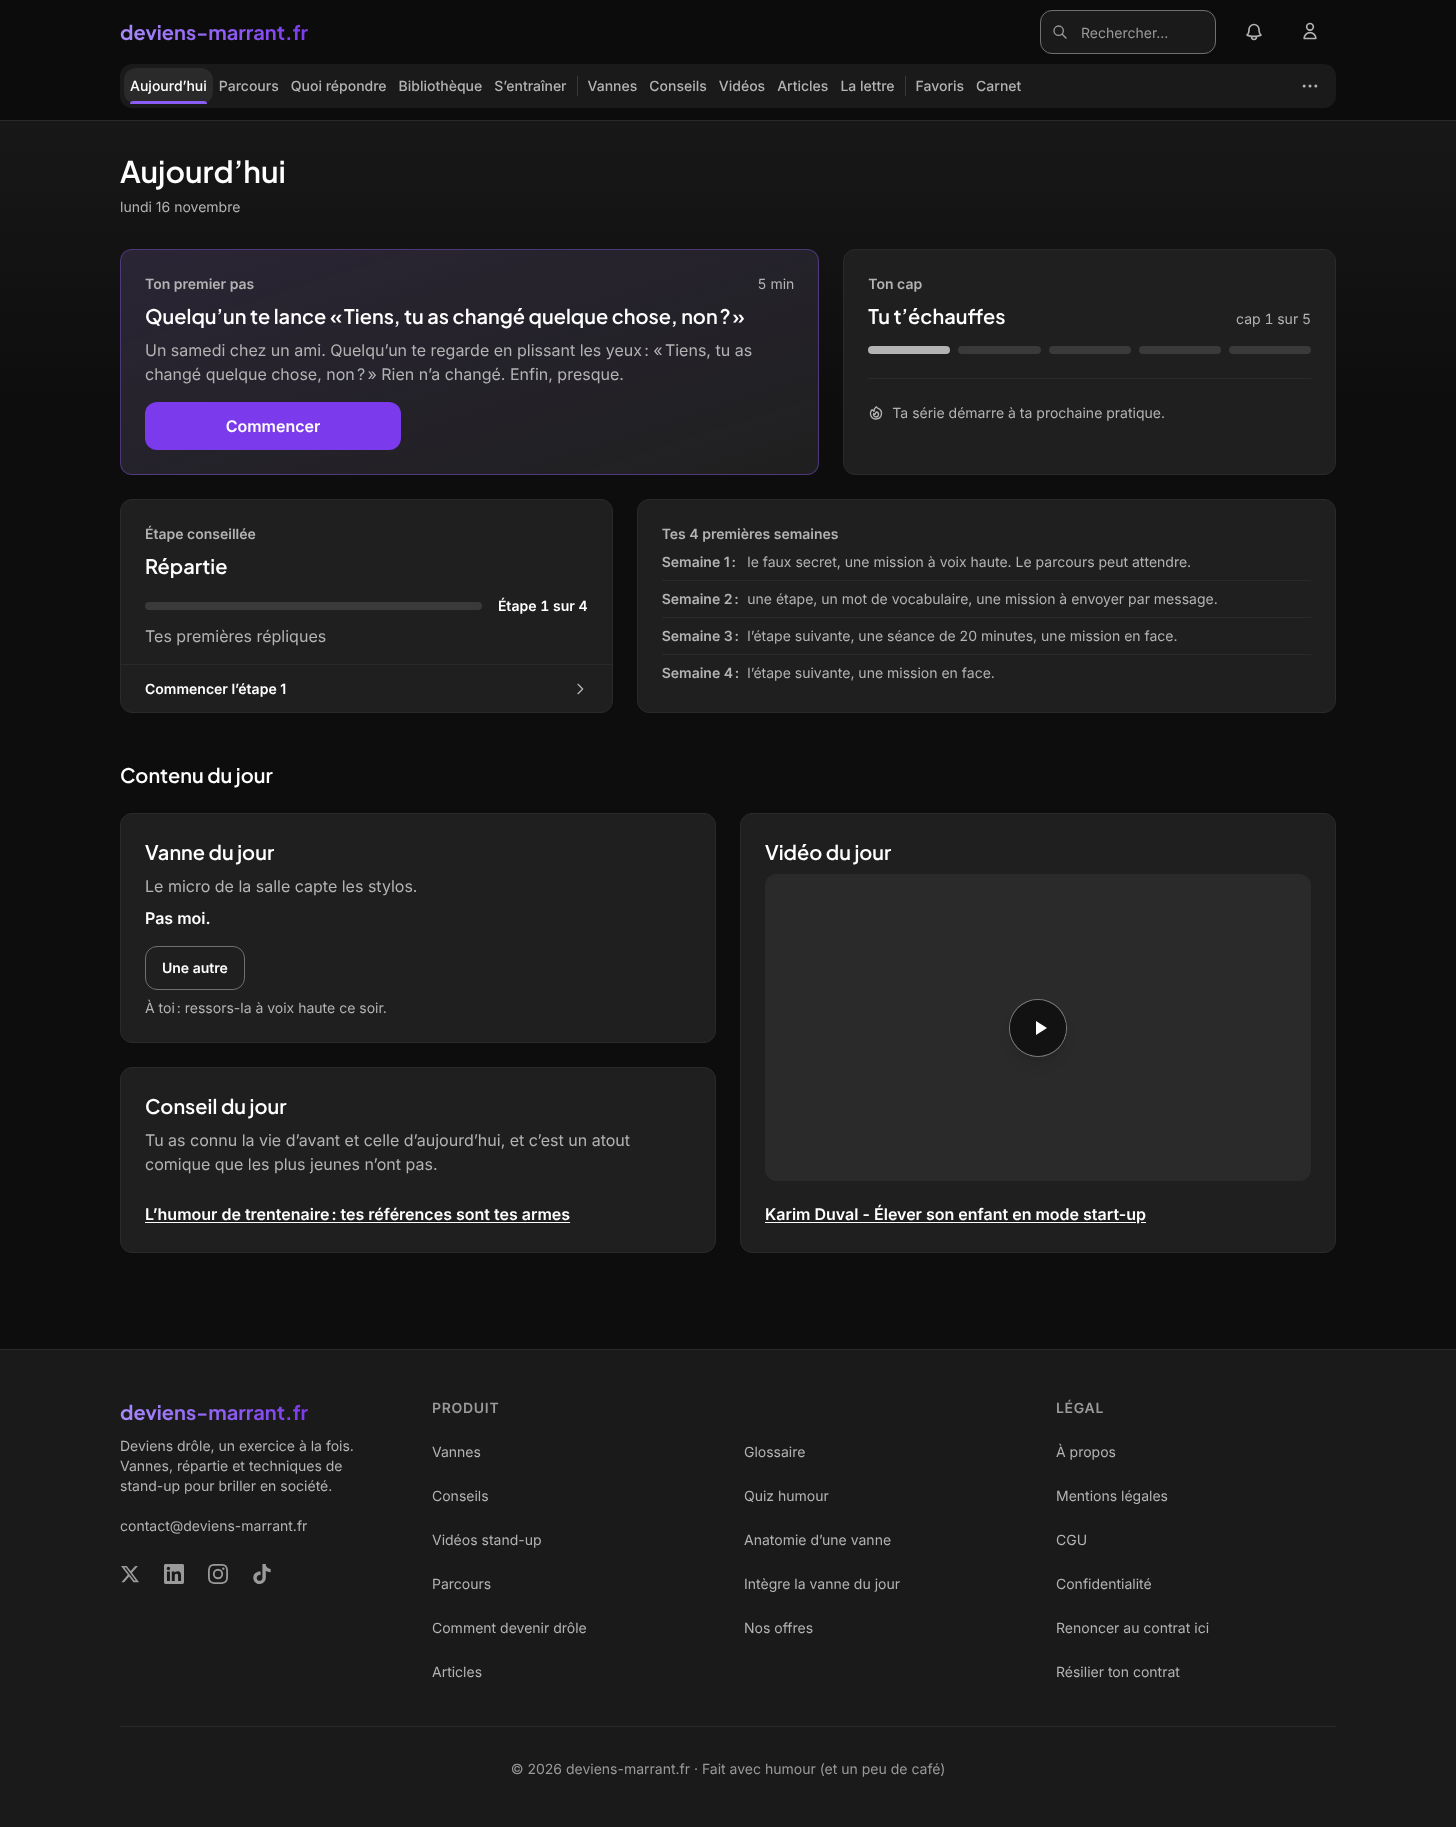 deviens-marrant.fr
Rechercher...
Aujourd’hui Parcours Quoi répondre Bibliothèque S’entraîner Vannes Conseils Vidéos Articles La lettre Favoris Carnet
Aujourd’hui
lundi 16 novembre
Ton premier pas
5 min
Quelqu’un te lance « Tiens, tu as changé quelque chose, non ? »
Un samedi chez un ami. Quelqu’un te regarde en plissant les yeux : « Tiens, tu as
changé quelque chose, non ? » Rien n’a changé. Enfin, presque.
Commencer
Ton cap
Tu t’échauffes
cap 1 sur 5
Ta série démarre à ta prochaine pratique.
Étape conseillée
Répartie
Étape 1 sur 4
Tes premières répliques
Commencer l’étape 1
Tes 4 premières semaines
Semaine 1 : le faux secret, une mission à voix haute. Le parcours peut attendre.
Semaine 2 : une étape, un mot de vocabulaire, une mission à envoyer par message.
Semaine 3 : l’étape suivante, une séance de 20 minutes, une mission en face.
Semaine 4 : l’étape suivante, une mission en face.
Contenu du jour
Vanne du jour
Le micro de la salle capte les stylos.
Pas moi.
Une autre
À toi : ressors-la à voix haute ce soir.
Conseil du jour
Tu as connu la vie d’avant et celle d’aujourd’hui, et c’est un atout
comique que les plus jeunes n’ont pas.
L’humour de trentenaire : tes références sont tes armes
Vidéo du jour
Karim Duval - Élever son enfant en mode start-up
deviens-marrant.fr
Deviens drôle, un exercice à la fois.
Vannes, répartie et techniques de
stand-up pour briller en société.
contact@deviens-marrant.fr
PRODUIT
Vannes
Conseils
Vidéos stand-up
Parcours
Comment devenir drôle
Articles
Glossaire
Quiz humour
Anatomie d’une vanne
Intègre la vanne du jour
Nos offres
LÉGAL
À propos
Mentions légales
CGU
Confidentialité
Renoncer au contrat ici
Résilier ton contrat
© 2026 deviens-marrant.fr · Fait avec humour (et un peu de café)